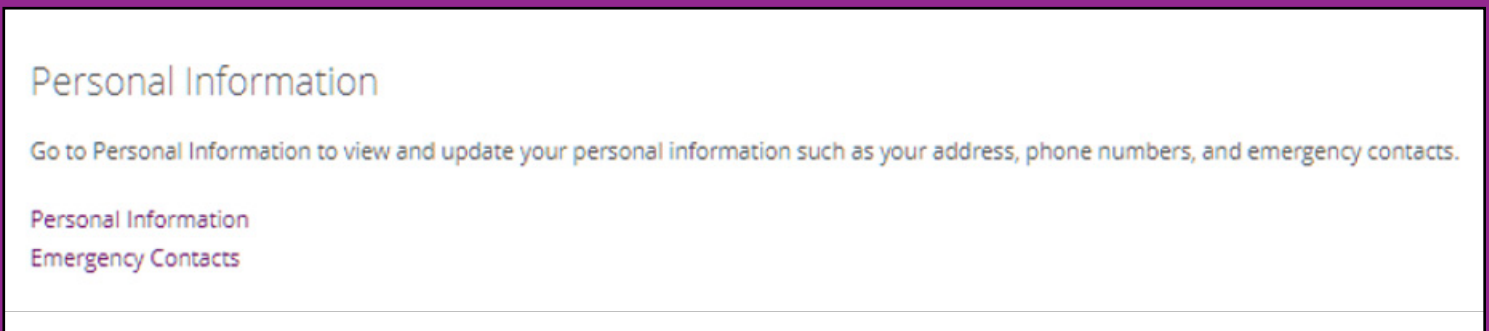 Personal Information
Go to Personal Information to view and update your personal information such as your address, phone numbers, and emergency contacts.
Personal Information
Emergency Contacts